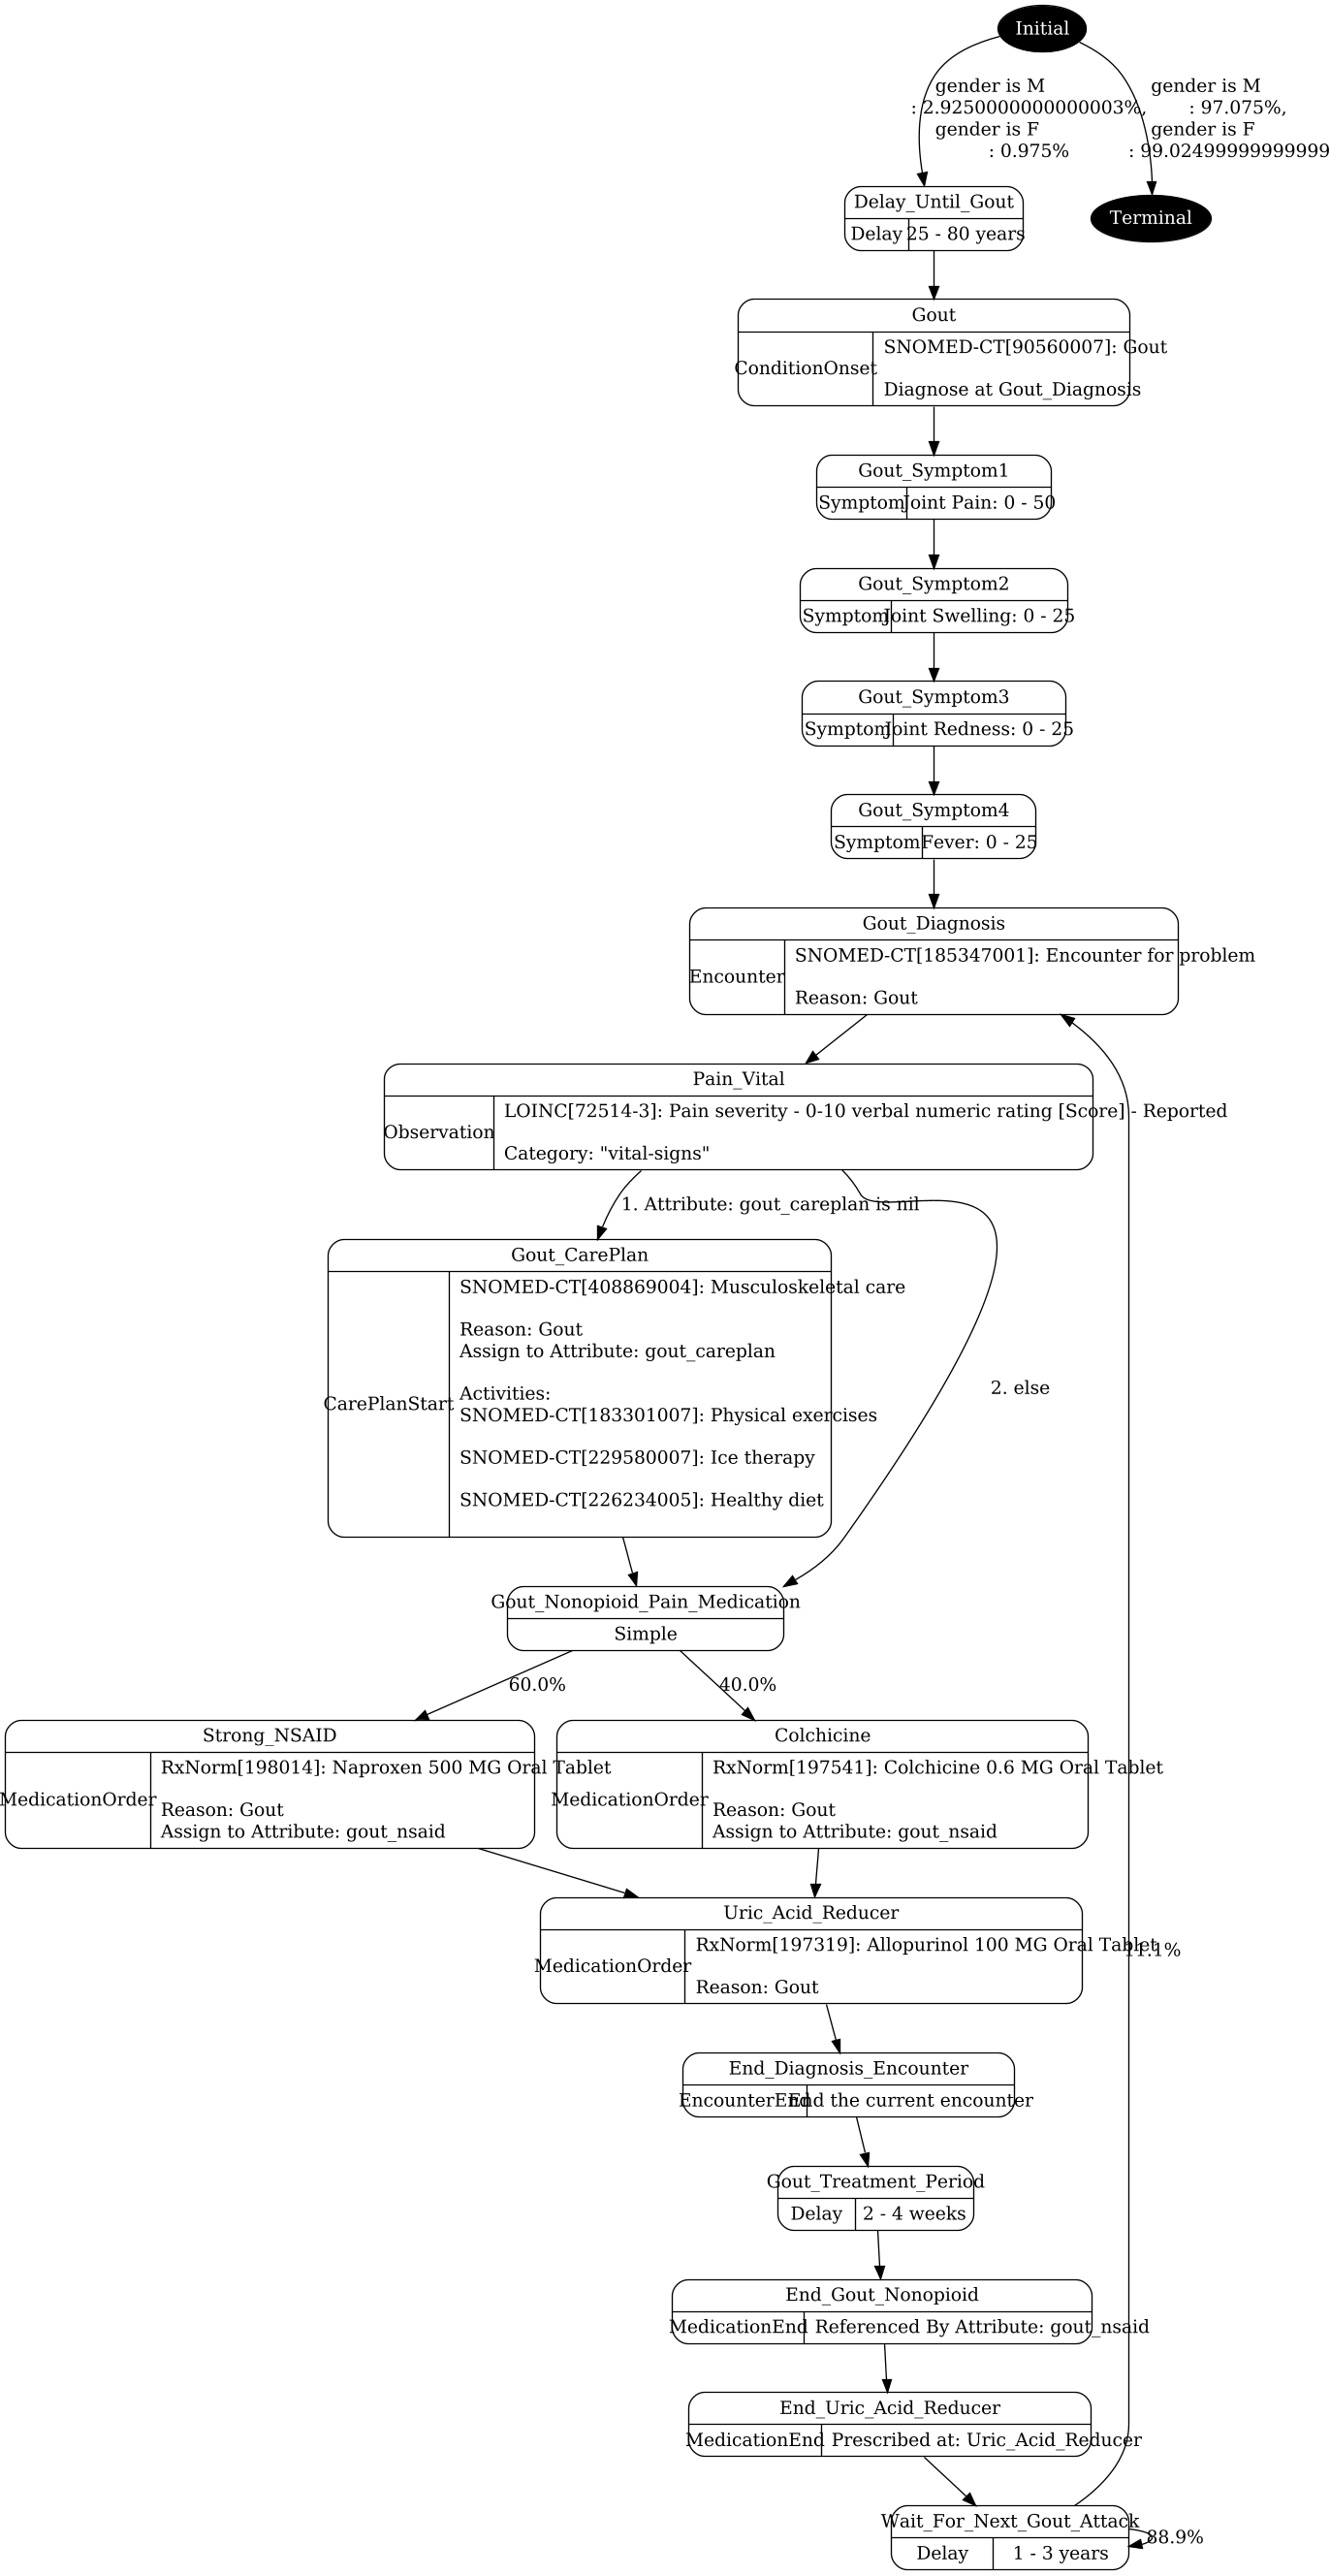 Initial
gender is M
: 2.9250000000000003%,
gender is F
: 0.975%
gender is M
: 97.075%,
gender is F
: 99.02499999999999
Delay_Until_Gout
Delay 25 - 80 years
Terminal
Gout
ConditionOnset
SNOMED-CT[90560007]: Gout
Diagnose at Gout_Diagnosis
Gout_Symptom1
Symptom Joint Pain: 0 - 50
Gout_Symptom2
Symptom Joint Swelling: 0 - 25
Gout_Symptom3
Symptom Joint Redness: 0 - 25
Gout_Symptom4
Symptom Fever: 0 - 25
Gout_Diagnosis
Encounter
SNOMED-CT[185347001]: Encounter for problem
Reason: Gout
Pain_Vital
Observation
LOINC[72514-3]: Pain severity - 0-10 verbal numeric rating [Score] - Reported
Category: "vital-signs"
1. Attribute: gout_careplan is nil
2. else
Gout_CarePlan
CarePlanStart
SNOMED-CT[408869004]: Musculoskeletal care
Reason: Gout
Assign to Attribute: gout_careplan
Activities:
SNOMED-CT[183301007]: Physical exercises
SNOMED-CT[229580007]: Ice therapy
SNOMED-CT[226234005]: Healthy diet
Gout_Nonopioid_Pain_Medication
Simple
60.0%
40.0%
Strong_NSAID
MedicationOrder
RxNorm[198014]: Naproxen 500 MG Oral Tablet
Reason: Gout
Assign to Attribute: gout_nsaid
Colchicine
MedicationOrder
RxNorm[197541]: Colchicine 0.6 MG Oral Tablet
Reason: Gout
Assign to Attribute: gout_nsaid
Uric_Acid_Reducer
MedicationOrder
RxNorm[197319]: Allopurinol 100 MG Oral Tablet
Reason: Gout
11.1%
End_Diagnosis_Encounter
EncounterEnd End the current encounter
Gout_Treatment_Period
Delay 2 - 4 weeks
End_Gout_Nonopioid
MedicationEnd Referenced By Attribute: gout_nsaid
End_Uric_Acid_Reducer
MedicationEnd Prescribed at: Uric_Acid_Reducer
Wait_For_Next_Gout_Attack
Delay 1 - 3 years
88.9%